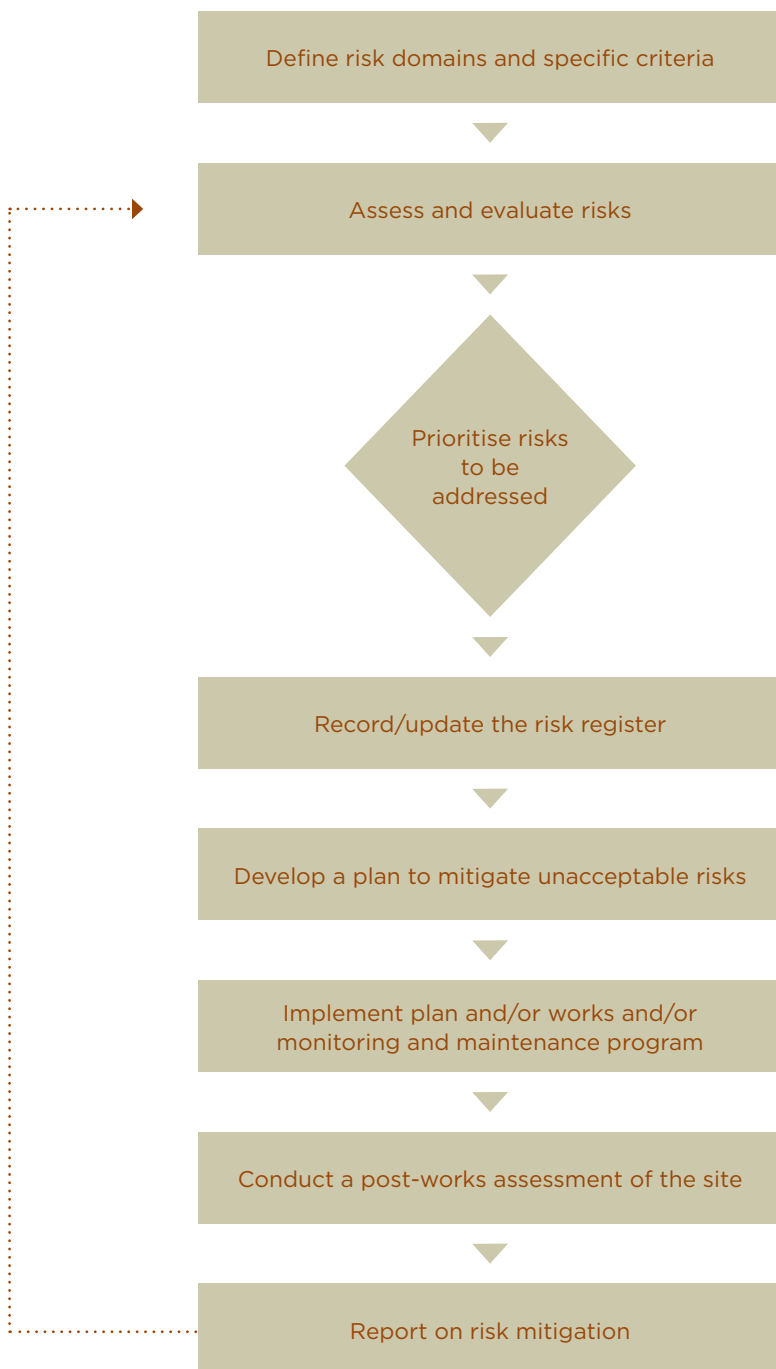 Define risk domains and specific criteria
Assess and evaluate risks
Prioritise risks
to be
addressed
Record/update the risk register
Develop a plan to mitigate unacceptable risks
Implement plan and/or works and/or
monitoring and maintenance program
Conduct a post-works assessment of the site
Report on risk mitigation